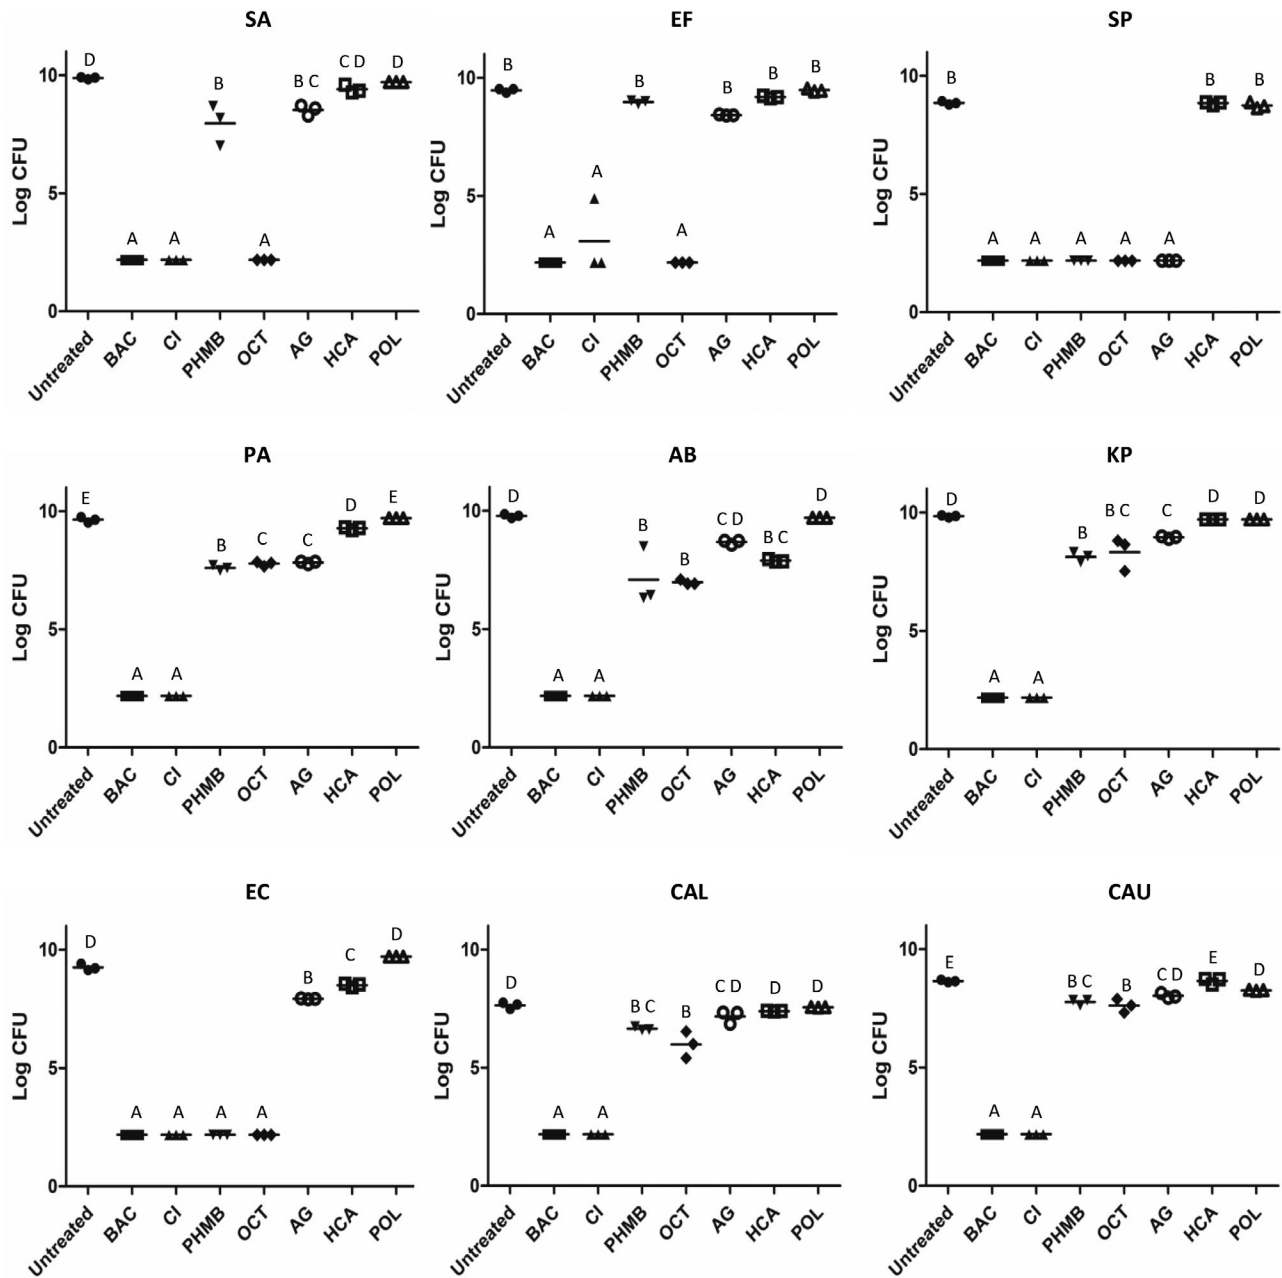 SA
D
10
B
B C
C D
D
Log CFU
5
A
A
A
0
Untreated
BAC
CI
PHMB
OCT
AG
HCA
POL
EF
B
10
B
B
B
B
Log CFU
5
A
A
A
0
Untreated
BAC
CI
PHMB
OCT
AG
HCA
POL
SP
B
10
B
B
Log CFU
5
A
A
A
A
A
0
Untreated
BAC
CI
PHMB
OCT
AG
HCA
POL
PA
E
10
B
C
C
D
E
Log CFU
5
A
A
0
Untreated
BAC
CI
PHMB
OCT
AG
HCA
POL
AB
D
10
B
B
C D
B C
D
Log CFU
5
A
A
0
Untreated
BAC
CI
PHMB
OCT
AG
HCA
POL
KP
D
10
B
B C
C
D
D
Log CFU
5
A
A
0
Untreated
BAC
CI
PHMB
OCT
AG
HCA
POL
EC
D
10
B
C
D
Log CFU
5
A
A
A
A
0
Untreated
BAC
CI
PHMB
OCT
AG
HCA
POL
CAL
10
D
B C
B
C D
D
D
Log CFU
5
A
A
0
Untreated
BAC
CI
PHMB
OCT
AG
HCA
POL
CAU
10
E
B C
B
C D
E
D
Log CFU
5
A
A
0
Untreated
BAC
CI
PHMB
OCT
AG
HCA
POL